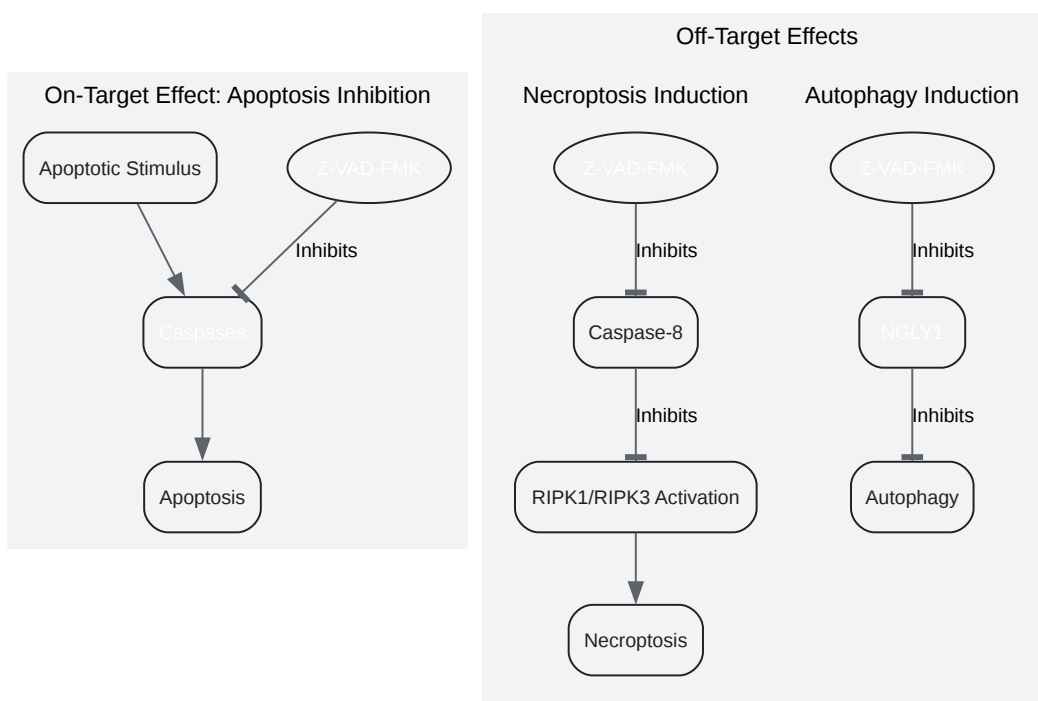 Off-Target Effects
On-Target Effect: Apoptosis Inhibition
Necroptosis Induction
Autophagy Induction
Apoptotic Stimulus
Z-VAD-FMK
Z-VAD-FMK
Z-VAD-FMK
Inhibits
Inhibits
Inhibits
Caspases
Caspase-8
NGLY1
Inhibits
Inhibits
Apoptosis
RIPK1/RIPK3 Activation
Autophagy
Necroptosis